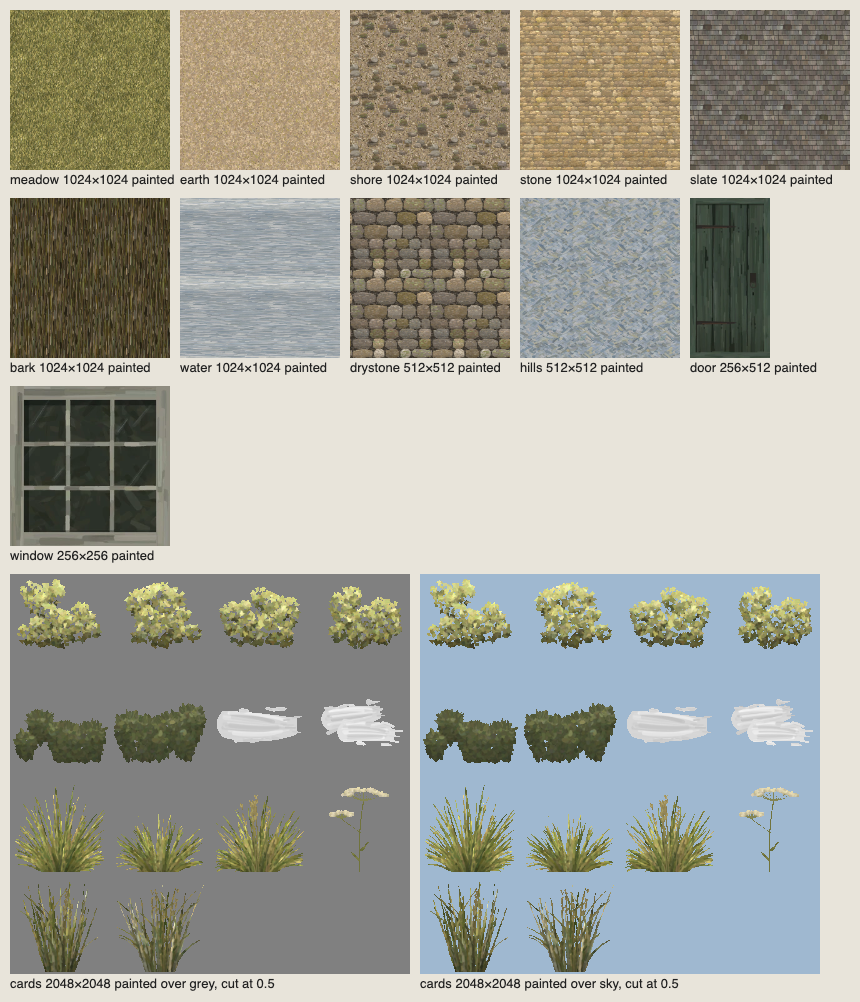 meadow 1024×1024 painted
earth 1024×1024 painted
shore 1024×1024 painted
stone 1024×1024 painted
slate 1024×1024 painted
bark 1024×1024 painted
water 1024×1024 painted
drystone 512×512 painted
hills 512×512 painted
door 256×512 painted
window 256×256 painted
cards 2048×2048 painted over grey, cut at 0.5
cards 2048×2048 painted over sky, cut at 0.5